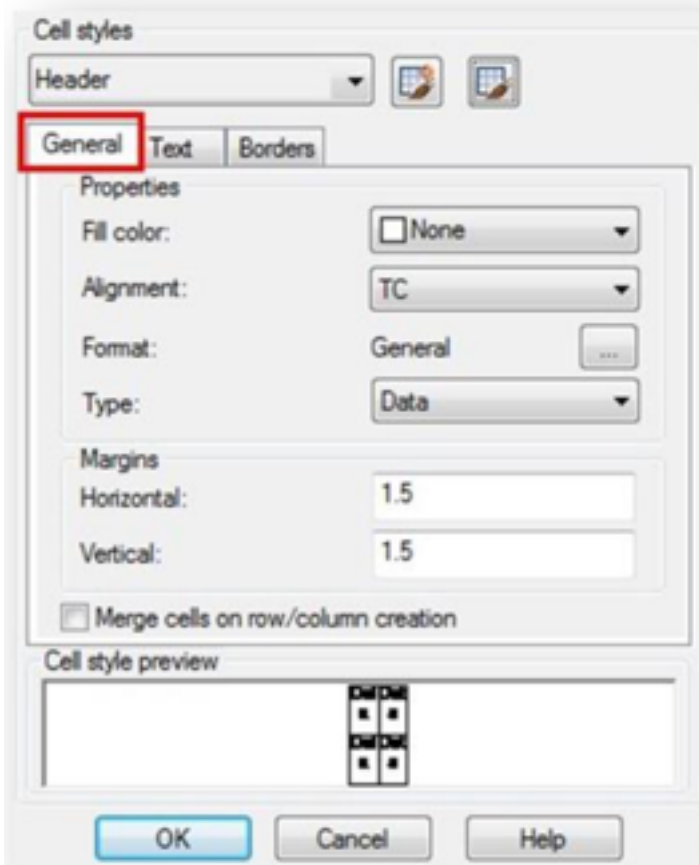 Cell styles
Header
General Text Borders
Properties
Fill color: None
Alignment: TC
Format: General ...
Type: Data
Margins
Horizontal: 1.5
Vertical: 1.5
Merge cells on row/column creation
Cell style preview
OK Cancel Help